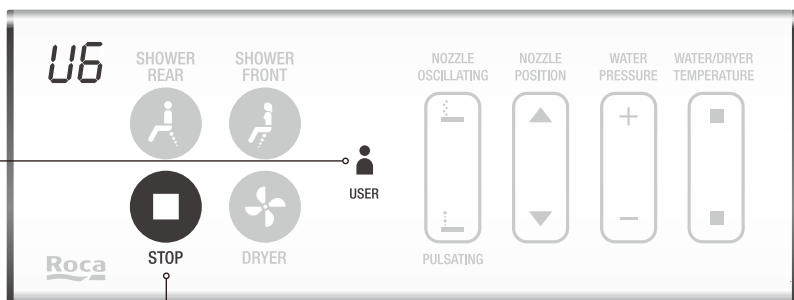 U6
SHOWER
REAR
SHOWER
FRONT
USER
STOP
DRYER
Roca
NOZZLE
OSCILLATING
NOZZLE
POSITION
WATER
PRESSURE
WATER/DRYER
TEMPERATURE
+
−
PULSATING